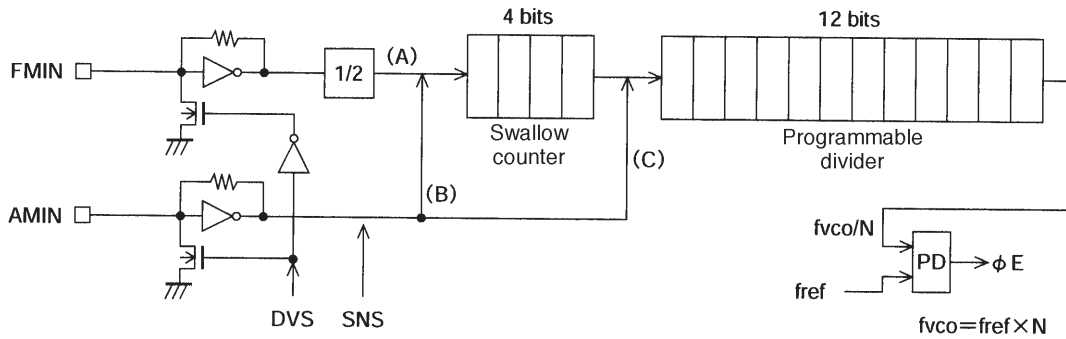 4 bits
12 bits
FMIN
1/2
(A)
Swallow
counter
Programmable
divider
(C)
(B)
AMIN
fvco/N
PD
φE
fref
DVS
SNS
fvco=fref×N